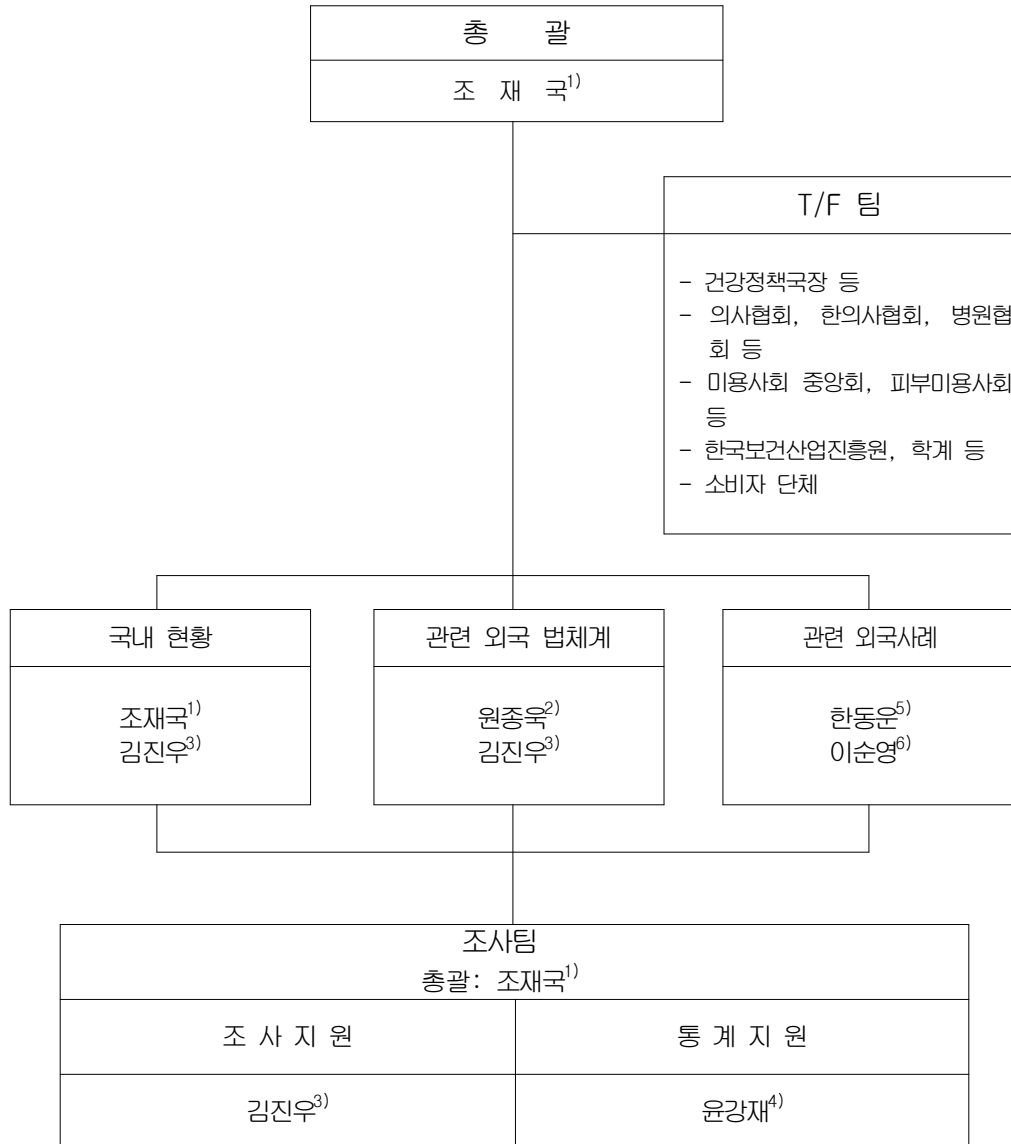 총 괄
조 재 국1)
T/F 팀
- 건강정책국장 등
- 의사협회, 한의사협회, 병원협
회 등
- 미용사회 중앙회, 피부미용사회
등
- 한국보건산업진흥원, 학계 등
- 소비자 단체
국내 현황
조재국1)
김진우3)
관련 외국 법체계
원종욱2)
김진우3)
관련 외국사례
한동운5)
이순영6)
조사팀
총괄: 조재국1)
조 사 지 원
통 계 지 원
김진우3)
윤강재4)